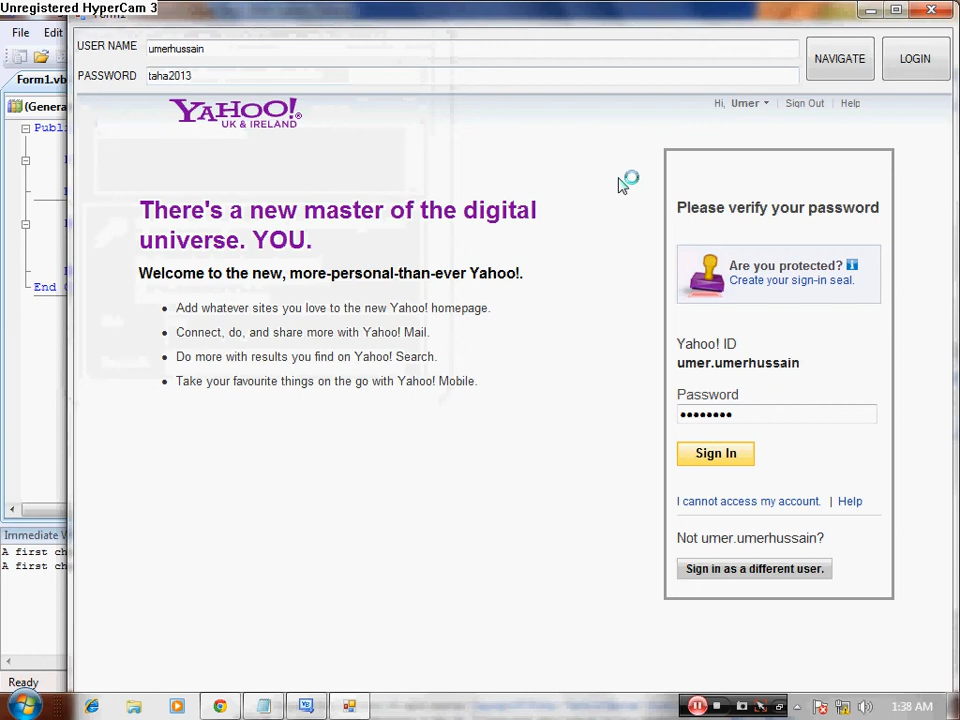 Unregistered HyperCam 3
Form1
File Edit
USER NAME umerhussain
PASSWORD taha2013
NAVIGATE
LOGIN
Form1.vb
(Genera
YAHOO!
UK & IRELAND
Hi, Umer | Sign Out | Help
Publ
End
There's a new master of the digital
universe. YOU.
Welcome to the new, more-personal-than-ever Yahoo!.
• Add whatever sites you love to the new Yahoo! homepage.
• Connect, do, and share more with Yahoo! Mail.
• Do more with results you find on Yahoo! Search.
• Take your favourite things on the go with Yahoo! Mobile.
Please verify your password
Are you protected?
Create your sign-in seal.
Yahoo! ID
umer.umerhussain
Password
••••••••
Sign In
I cannot access my account. | Help
Not umer.umerhussain?
Sign in as a different user.
Immediate W
A first ch
A first ch
Ready
1:38 AM